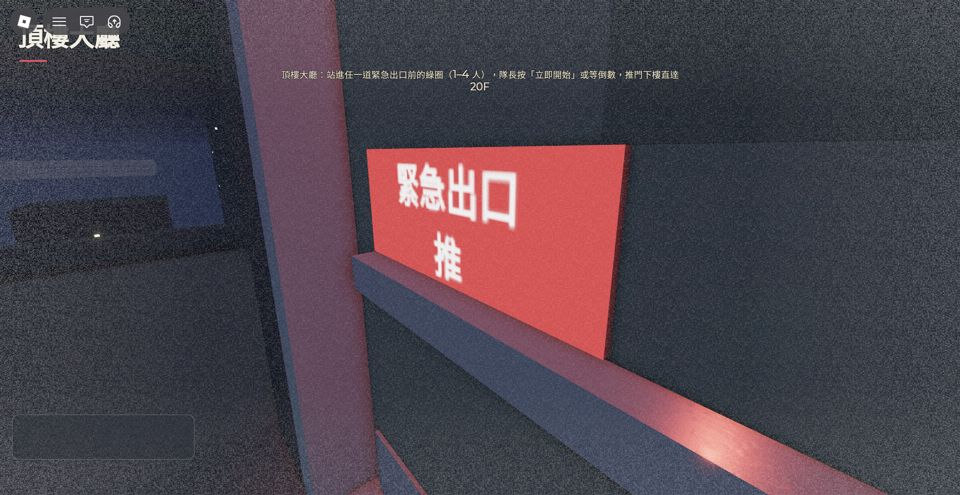 頂樓大廳
頂樓大廳：站進任一道緊急出口前的綠圈（1–4 人），隊長按「立即開始」或等倒數，推門下樓直達
20F
緊急出口
推